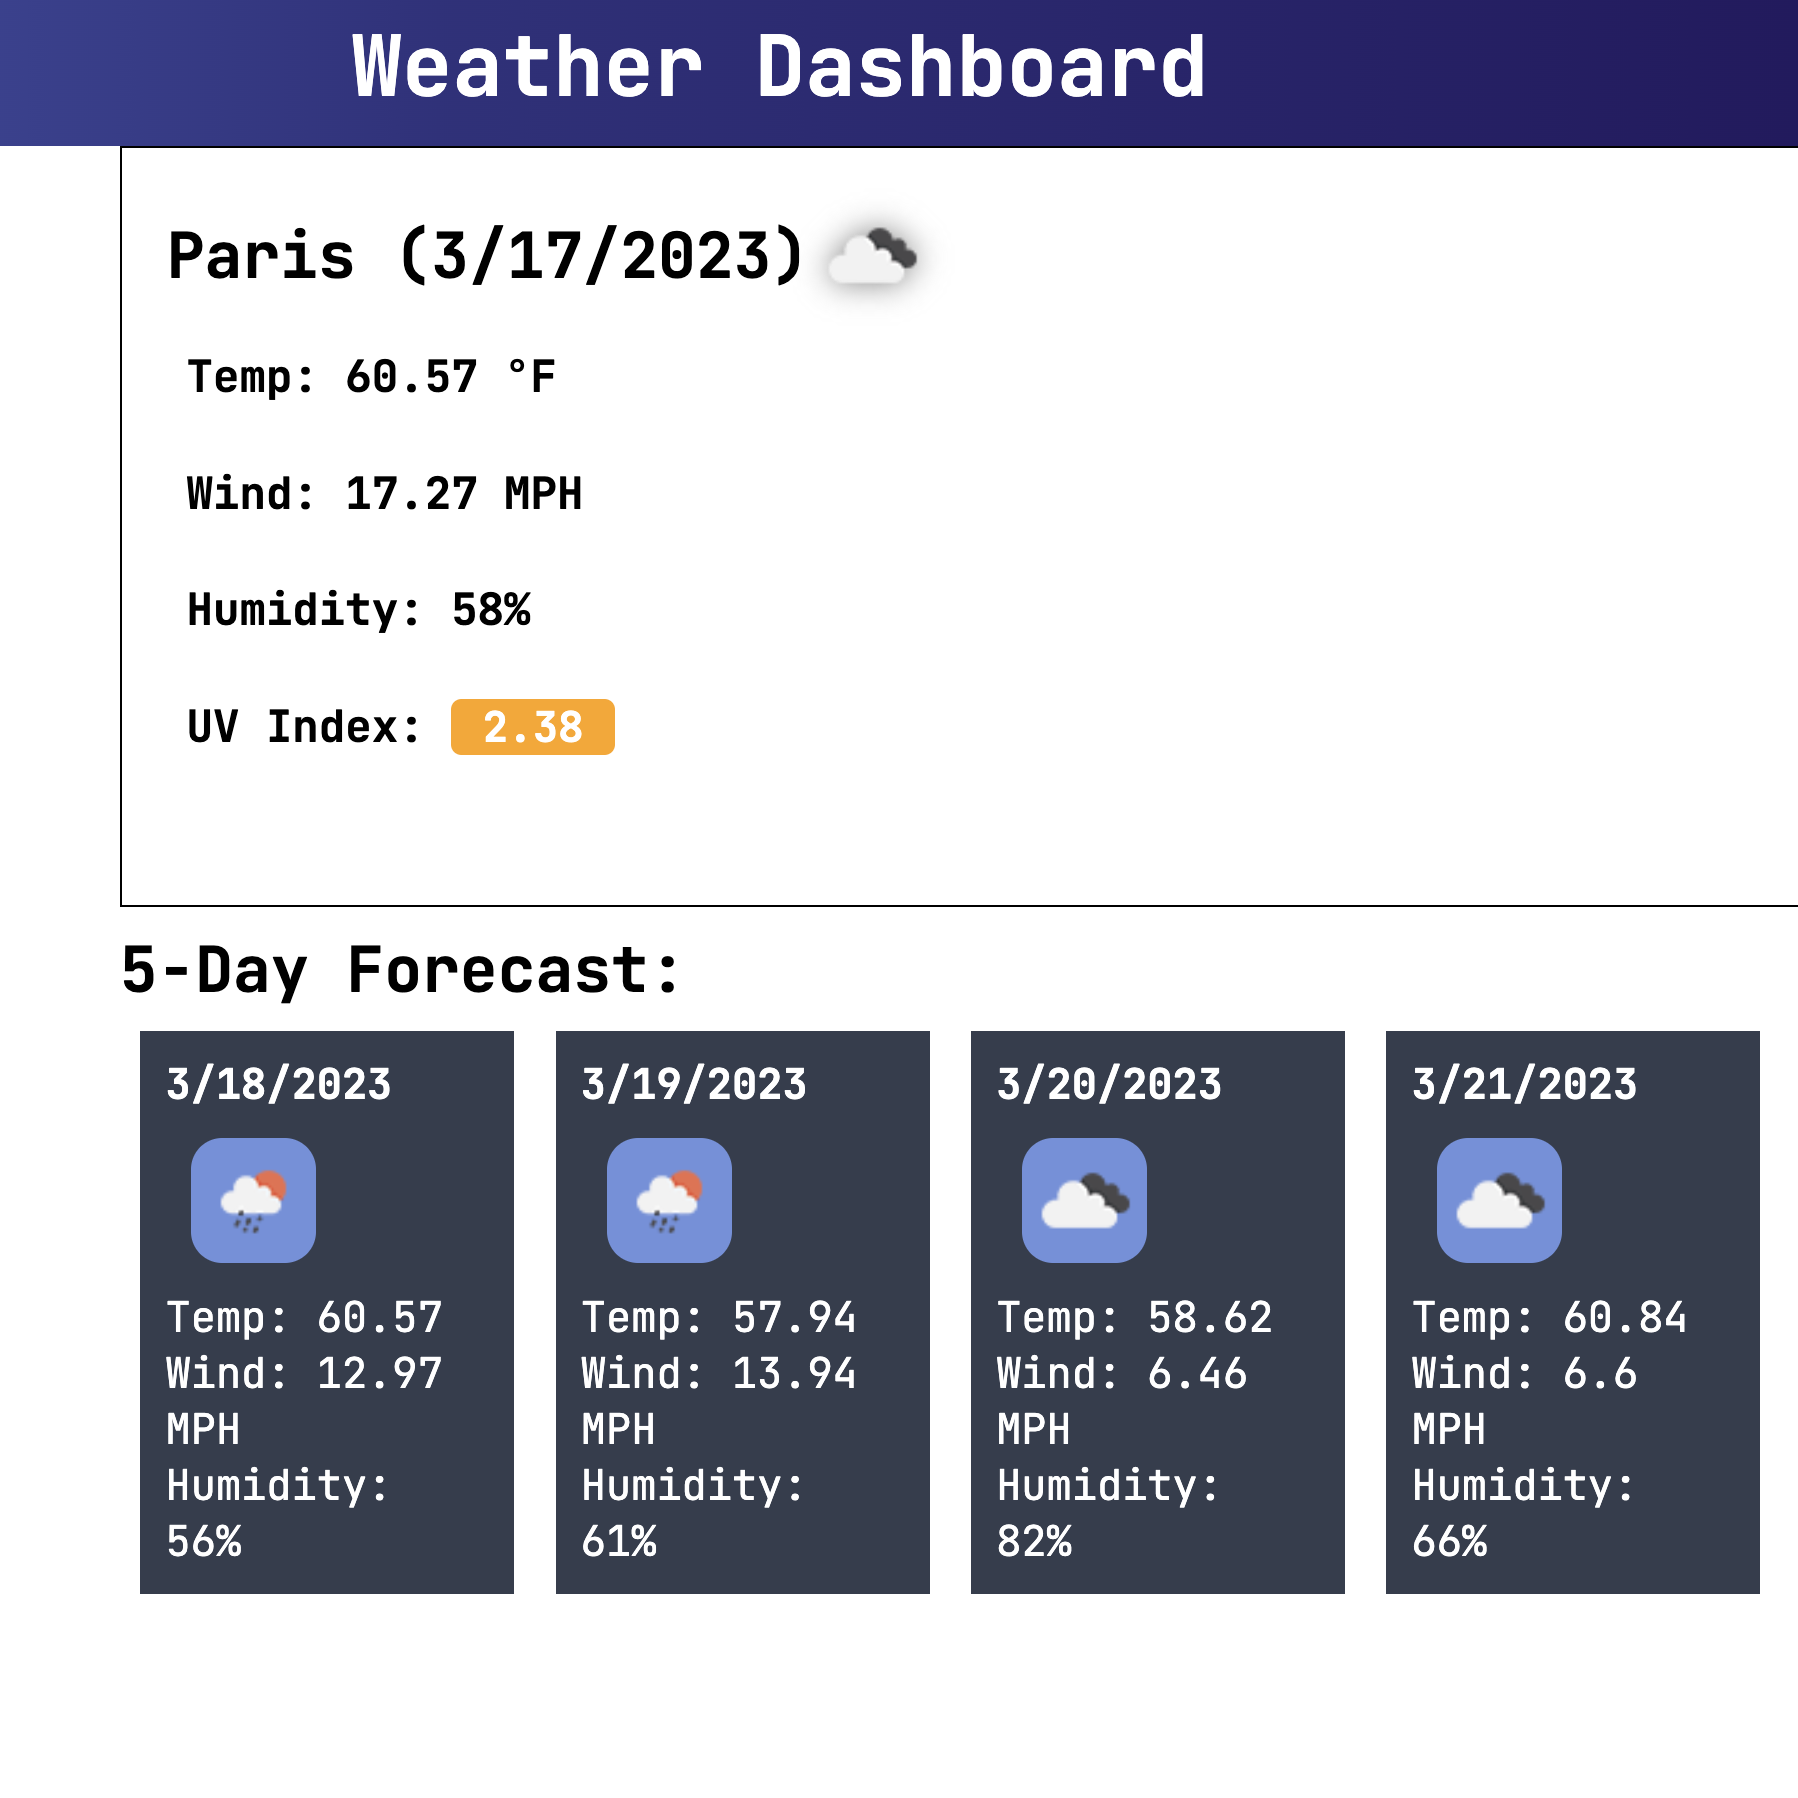 Weather Dashboard
Paris (3/17/2023)
Temp: 60.57 °F
Wind: 17.27 MPH
Humidity: 58%
UV Index: 2.38
5-Day Forecast:
3/18/2023
Temp: 60.57
Wind: 12.97
MPH
Humidity:
56%
3/19/2023
Temp: 57.94
Wind: 13.94
MPH
Humidity:
61%
3/20/2023
Temp: 58.62
Wind: 6.46
MPH
Humidity:
82%
3/21/2023
Temp: 60.84
Wind: 6.6
MPH
Humidity:
66%